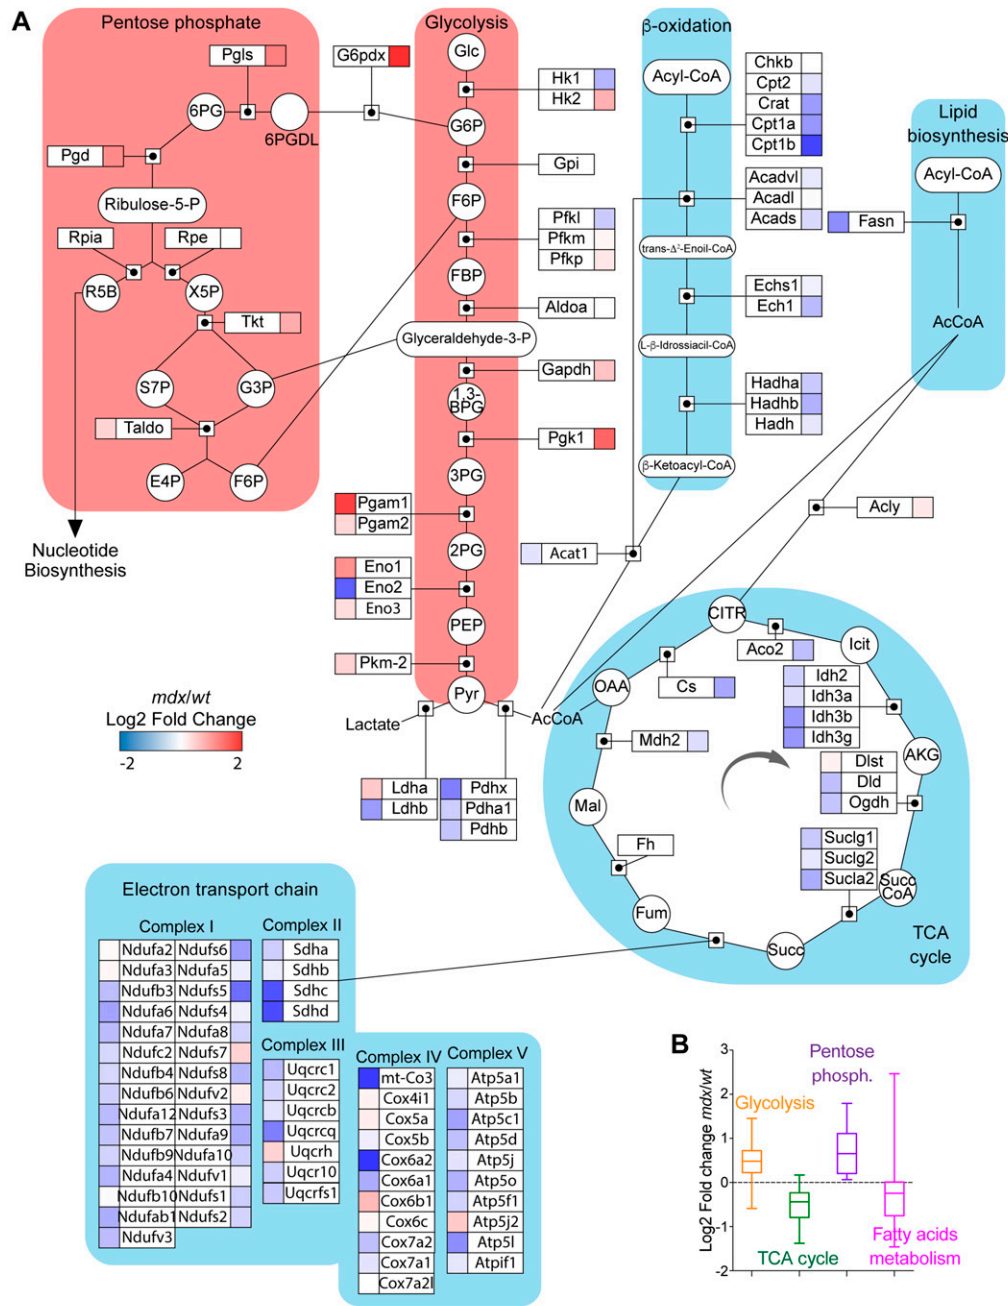 A
Pentose phosphate
Pgls
G6pdx
6PG
6PGDL
Pgd
Ribulose-5-P
Rpia
Rpe
R5B
X5P
Tkt
S7P
G3P
Taldo
E4P
F6P
Nucleotide
Biosynthesis
Glycolysis
Glc
Hk1
Hk2
G6P
Gpi
F6P
Pfkl
Pfkm
Pfkp
FBP
Aldoa
Glyceraldehyde-3-P
Gapdh
1,3-
BPG
Pgk1
3PG
Pgam1
Pgam2
2PG
Eno1
Eno2
Eno3
PEP
Pkm-2
Pyr
Lactate
AcCoA
Ldha
Ldhb
Pdhx
Pdha1
Pdhb
β-oxidation
Acyl-CoA
Chkb
Cpt2
Crat
Cpt1a
Cpt1b
Acadvl
Acadl
Acads
trans-Δ²-Enoil-CoA
Echs1
Ech1
L-β-Idrossiacil-CoA
Hadha
Hadhb
Hadh
β-Ketoacyl-CoA
Acat1
Lipid
biosynthesis
Acyl-CoA
Fasn
AcCoA
Acly
mdx/wt
Log2 Fold Change
-2
2
CITR
Aco2
Icit
Cs
OAA
Idh2
Idh3a
Idh3b
Idh3g
Mdh2
AKG
Dlst
Dld
Ogdh
Mal
Fh
Suclg1
Suclg2
Sucla2
Succ
CoA
Fum
Succ
TCA
cycle
Electron transport chain
Complex I
Ndufa2 Ndufs6
Ndufa3 Ndufa5
Ndufb3 Ndufs5
Ndufa6 Ndufs4
Ndufa7 Ndufa8
Ndufc2 Ndufs7
Ndufb4 Ndufs8
Ndufb6 Ndufv2
Ndufa12 Ndufs3
Ndufb7 Ndufa9
Ndufb9 Ndufa10
Ndufa4 Ndufv1
Ndufb10 Ndufs1
Ndufab1 Ndufs2
Ndufv3
Complex II
Sdha
Sdhb
Sdhc
Sdhd
Complex III
Uqcrc1
Uqcrc2
Uqcrcb
Uqcrcq
Uqcrh
Uqcr10
Uqcrfs1
Complex IV
mt-Co3
Cox4i1
Cox5a
Cox5b
Cox6a2
Cox6a1
Cox6b1
Cox6c
Cox7a2
Cox7a1
Cox7a2l
Complex V
Atp5a1
Atp5b
Atp5c1
Atp5d
Atp5j
Atp5o
Atp5f1
Atp5j2
Atp5l
Atpif1
B
Log2 Fold change mdx/wt
3
2
1
0
-1
-2
Glycolysis
Pentose
phosph.
TCA cycle
Fatty acids
metabolism